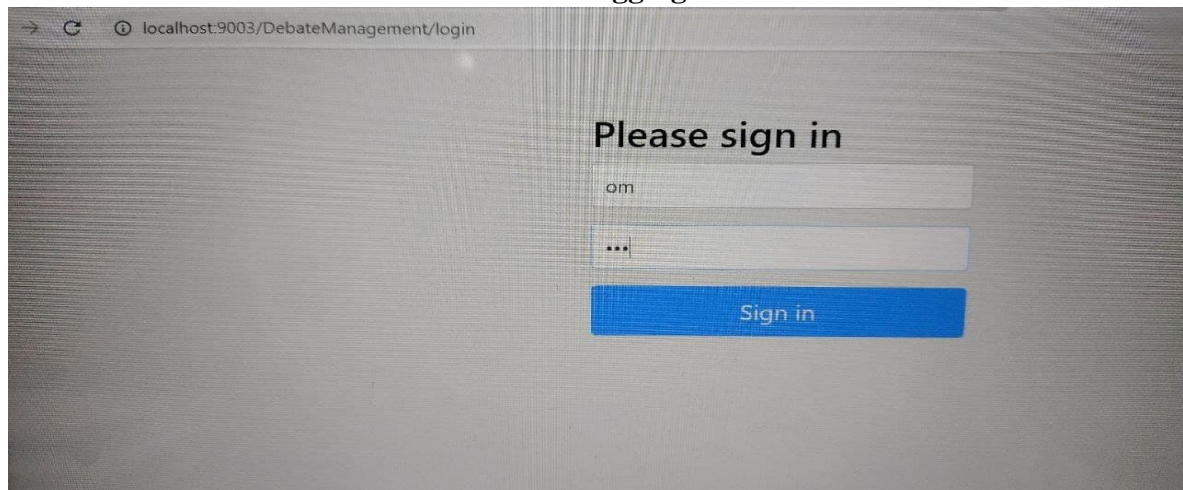 localhost:9003/DebateManagement/login
Please sign in
om
•••
Sign in